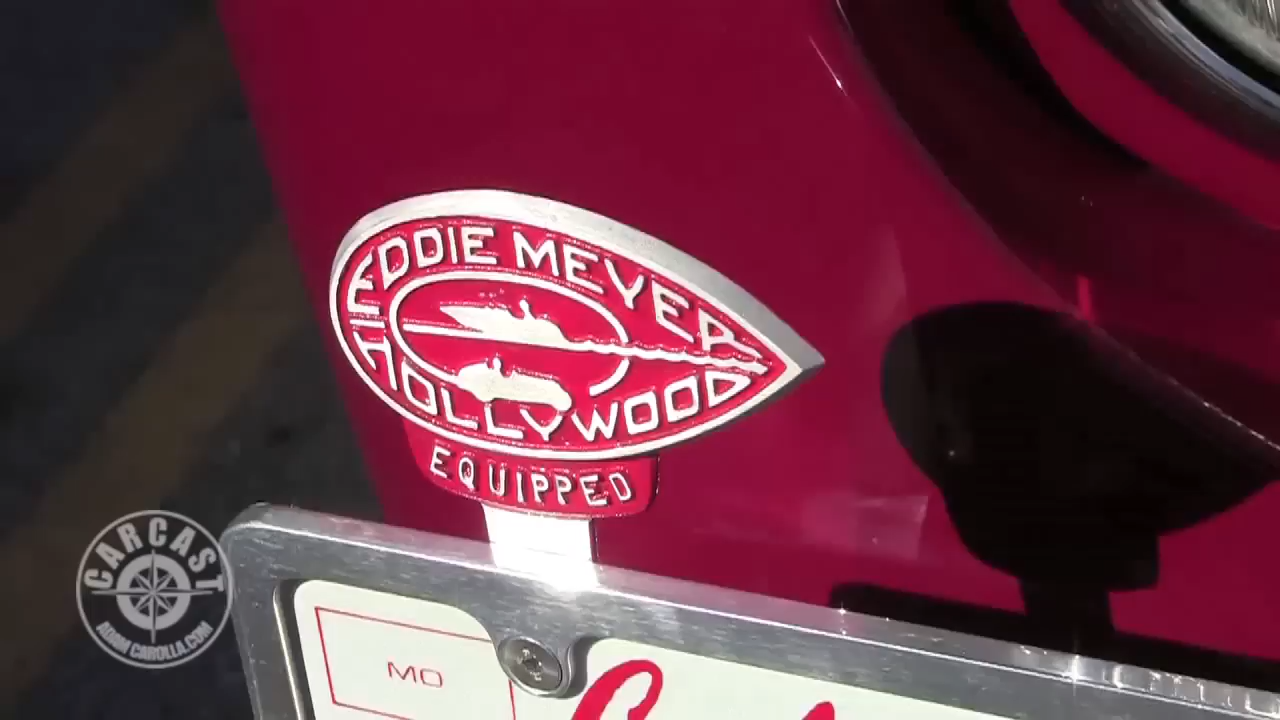 EDDIE MEYER
HOLLYWOOD
EQUIPPED
CARCAST
ADAM CAROLLA.COM
MO